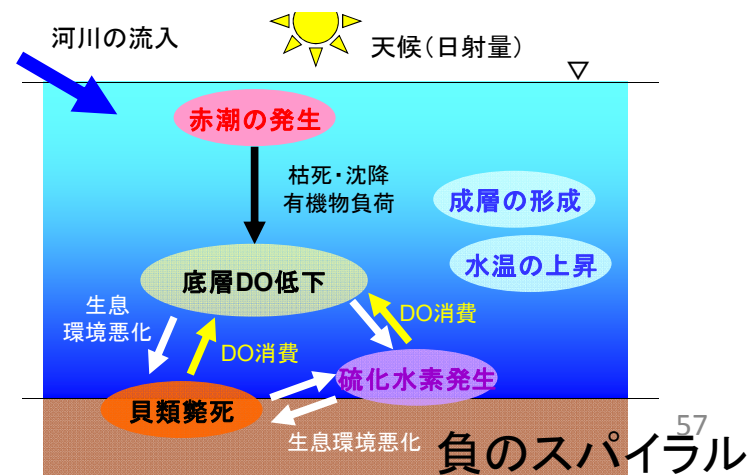 河川の流入
天候(日射量)
▽
赤潮の発生
枯死・沈降
有機物負荷
成層の形成
水温の上昇
底層DO低下
生息
環境悪化
DO消費
DO消費
硫化水素発生
貝類斃死
生息環境悪化
57
負のスパイラル